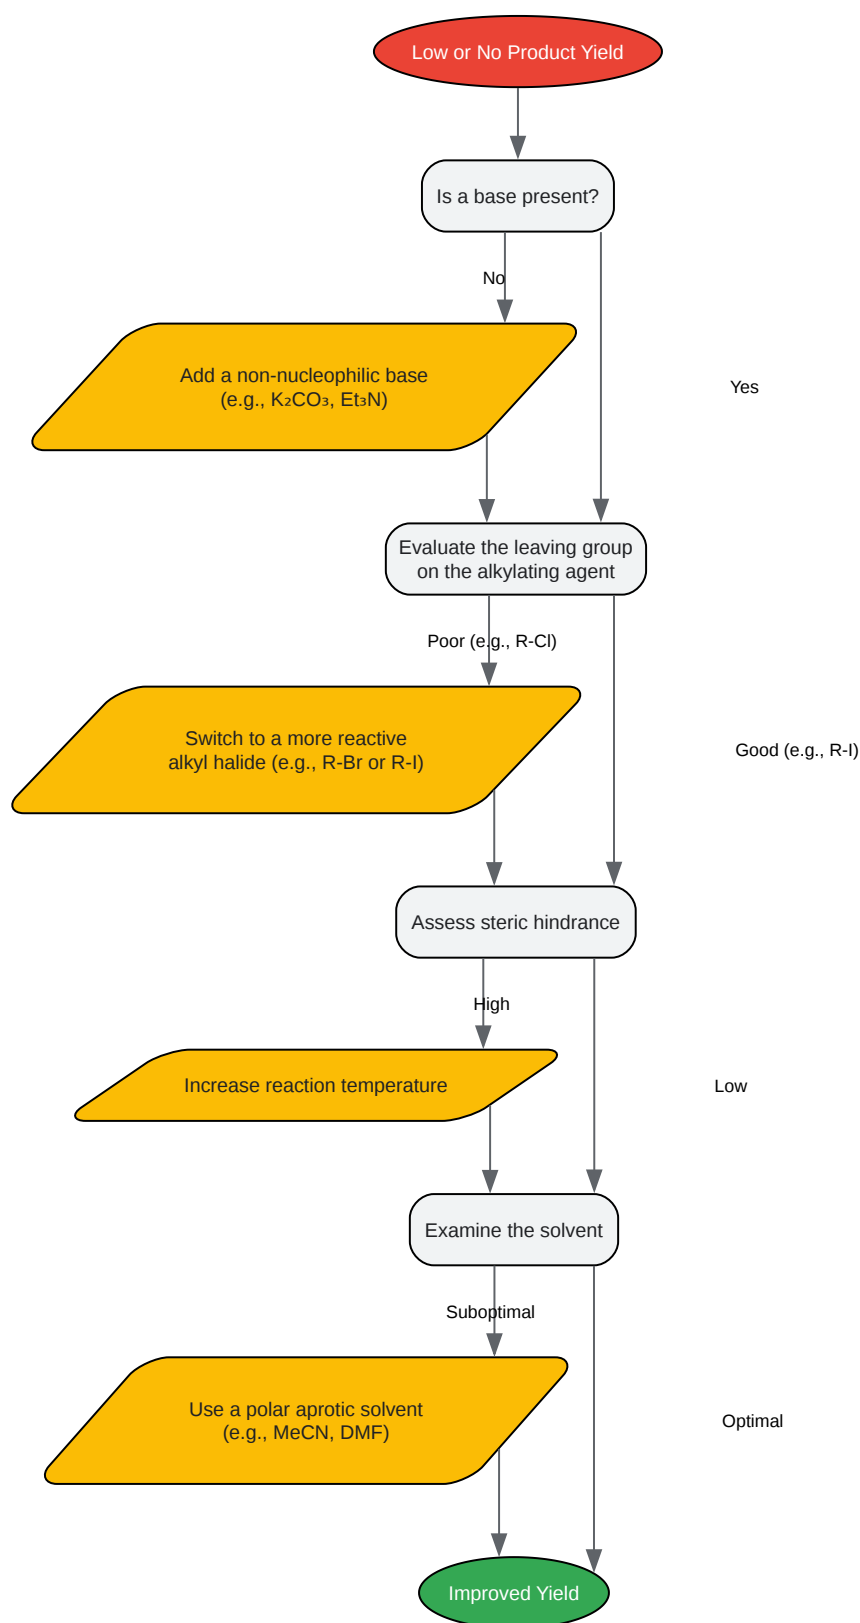 Low or No Product Yield
Is a base present?
No
Add a non-nucleophilic base
(e.g., K₂CO₃, Et₃N)
Yes
Evaluate the leaving group
on the alkylating agent
Poor (e.g., R-Cl)
Switch to a more reactive
alkyl halide (e.g., R-Br or R-I)
Good (e.g., R-I)
Assess steric hindrance
High
Increase reaction temperature
Low
Examine the solvent
Suboptimal
Use a polar aprotic solvent
(e.g., MeCN, DMF)
Optimal
Improved Yield